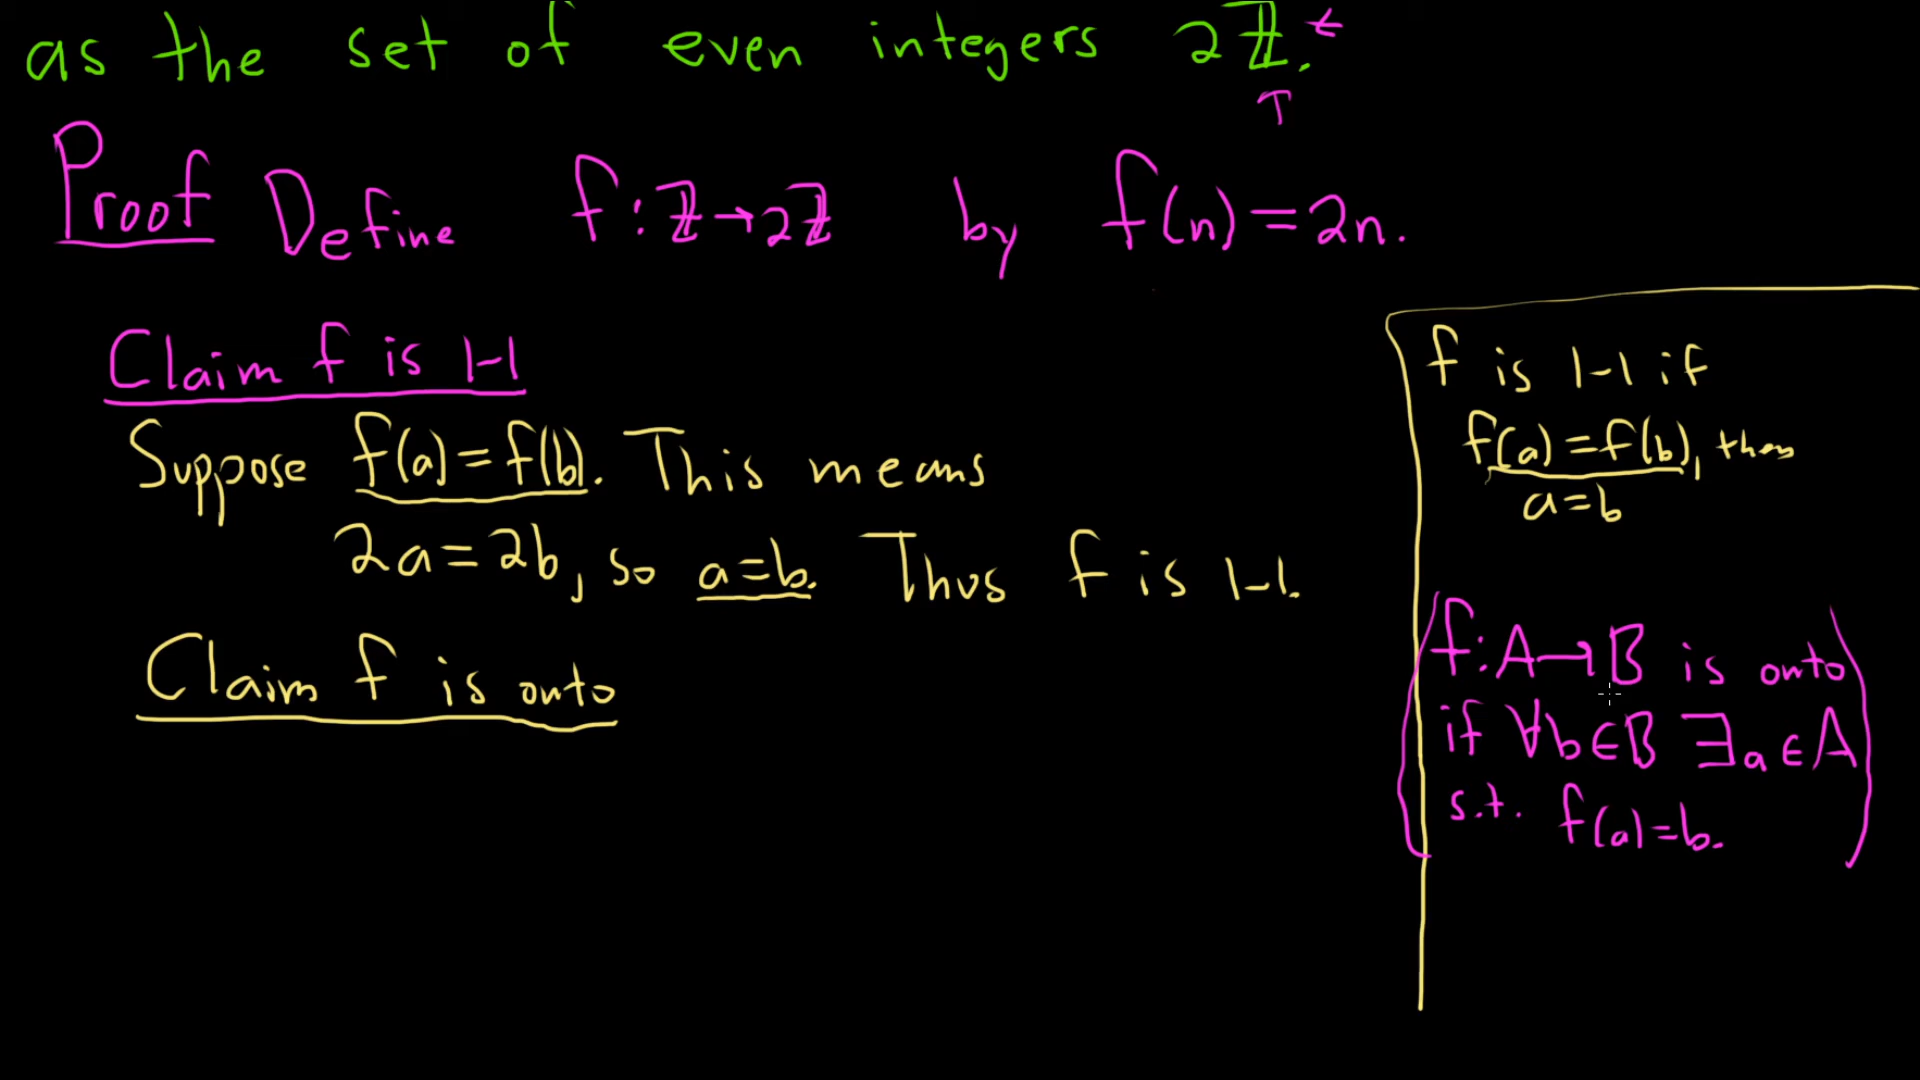 as the set of even integers 2ℤ.
Proof Define f:ℤ→2ℤ by f(n)=2n.
Claim f is 1-1
Suppose f(a)=f(b). This means
2a=2b, so a=b. Thus f is 1-1.
Claim f is onto
f is 1-1 if
f(a)=f(b), then
a=b
f:A→B is onto
if ∀b∈B ∃a∈A
s.t. f(a)=b.